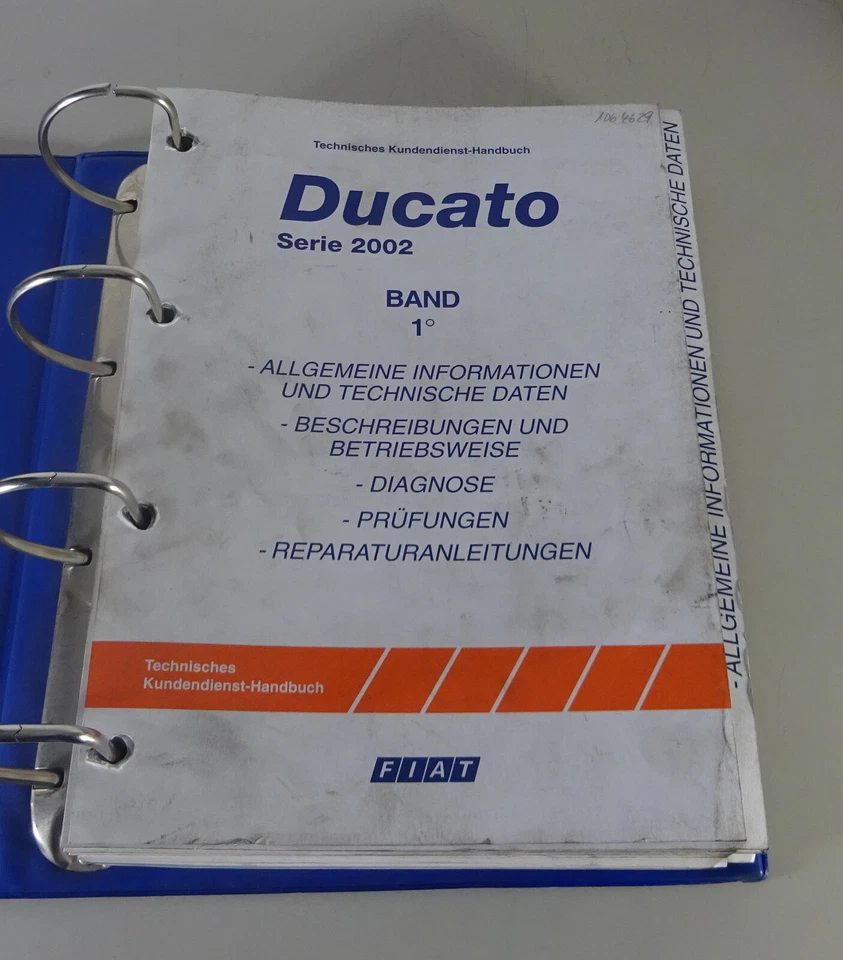 1064629
Technisches Kundendienst-Handbuch
Ducato
Serie 2002
BAND
1°
- ALLGEMEINE INFORMATIONEN
UND TECHNISCHE DATEN
- BESCHREIBUNGEN UND
BETRIEBSWEISE
- DIAGNOSE
- PRÜFUNGEN
- REPARATURANLEITUNGEN
Technisches
Kundendienst-Handbuch
FIAT
- ALLGEMEINE INFORMATIONEN UND TECHNISCHE DATEN